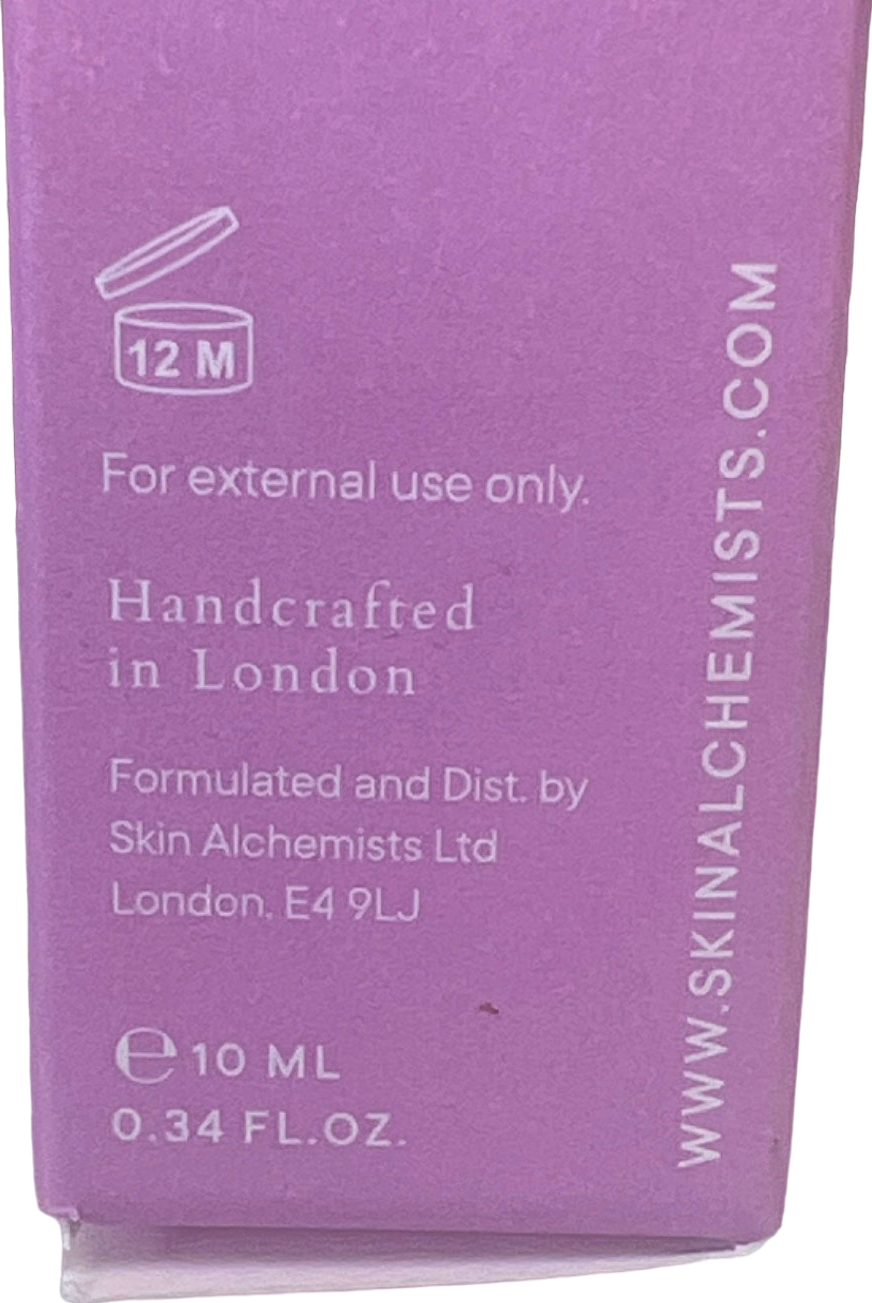 12 M
For external use only.
Handcrafted
in London
Formulated and Dist. by
Skin Alchemists Ltd
London. E4 9LJ
℮ 10 ML
0.34 FL.OZ.
WWW.SKINALCHEMISTS.COM